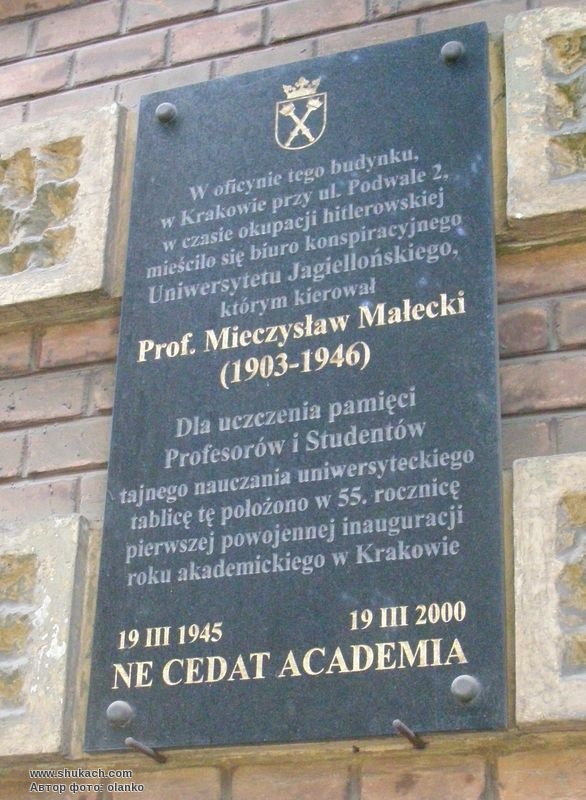 W oficynie tego budynku,
w Krakowie przy ul. Podwale 2,
w czasie okupacji hitlerowskiej
mieściło się biuro konspiracyjnego
Uniwersytetu Jagiellońskiego,
którym kierował
Prof. Mieczysław Małecki
(1903-1946)
Dla uczczenia pamięci
Profesorów i Studentów
tajnego nauczania uniwersyteckiego
tablicę tę położono w 55. rocznicę
pierwszej powojennej inauguracji
roku akademickiego w Krakowie
19 III 1945 19 III 2000
NE CEDAT ACADEMIA
www.shukach.com
Автор фото: olanko